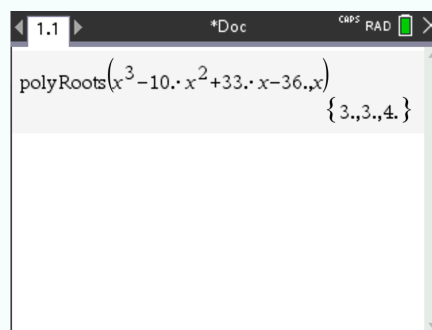 1.1 *Doc CAPS RAD
polyRoots(x³−10.·x²+33.·x−36.,x)
{3.,3.,4.}